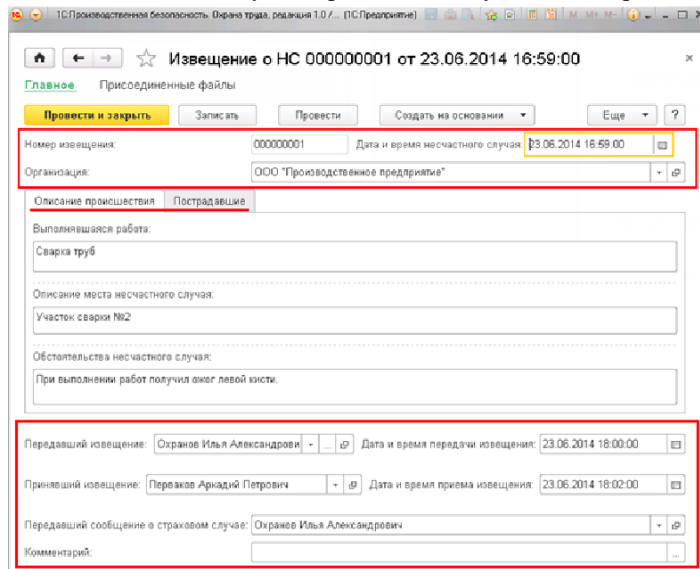 1С:Производственная безопасность. Охрана труда, редакция 1.0 /... (1С:Предприятие) M M+ M-
Извещение о НС 000000001 от 23.06.2014 16:59:00
Главное Присоединенные файлы
Провести и закрыть Записать Провести Создать на основании Еще ?
Номер извещения: 000000001 Дата и время несчастного случая: 23.06.2014 16:59:00
Организация: ООО "Производственное предприятие"
Описание происшествия Пострадавшие
Выполнявшаяся работа:
Сварка труб
Описание места несчастного случая:
Участок сварки №2
Обстоятельства несчастного случая:
При выполнении работ получил ожог левой кисти.
Передавший извещение: Охранов Илья Александрови ... Дата и время передачи извещения: 23.06.2014 18:00:00
Принявший извещение: Перваков Аркадий Петрович Дата и время приема извещения: 23.06.2014 18:02:00
Передавший сообщение о страховом случае: Охранов Илья Александрович
Комментарий: ...